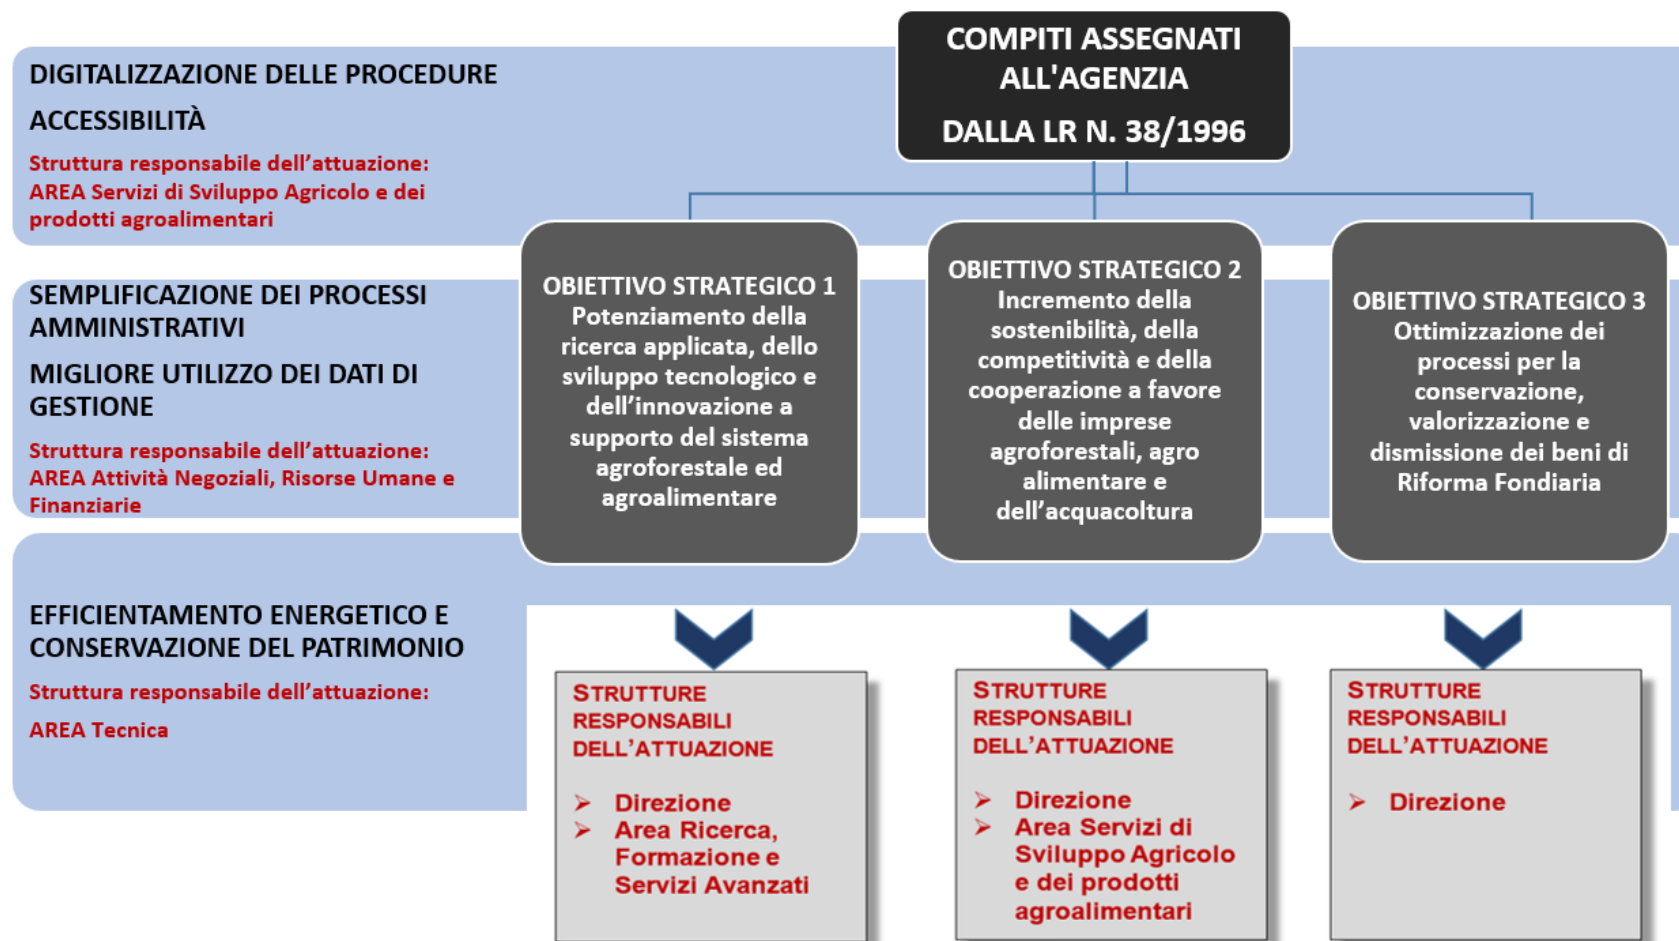 COMPITI ASSEGNATI
ALL'AGENZIA
DALLA LR N. 38/1996
DIGITALIZZAZIONE DELLE PROCEDURE
ACCESSIBILITÀ
Struttura responsabile dell’attuazione:
AREA Servizi di Sviluppo Agricolo e dei
prodotti agroalimentari
SEMPLIFICAZIONE DEI PROCESSI
AMMINISTRATIVI
MIGLIORE UTILIZZO DEI DATI DI
GESTIONE
Struttura responsabile dell’attuazione:
AREA Attività Negoziali, Risorse Umane e
Finanziarie
EFFICIENTAMENTO ENERGETICO E
CONSERVAZIONE DEL PATRIMONIO
Struttura responsabile dell’attuazione:
AREA Tecnica
OBIETTIVO STRATEGICO 1
Potenziamento della
ricerca applicata, dello
sviluppo tecnologico e
dell’innovazione a
supporto del sistema
agroforestale ed
agroalimentare
OBIETTIVO STRATEGICO 2
Incremento della
sostenibilità, della
competitività e della
cooperazione a favore
delle imprese
agroforestali, agro
alimentare e
dell’acquacoltura
OBIETTIVO STRATEGICO 3
Ottimizzazione dei
processi per la
conservazione,
valorizzazione e
dismissione dei beni di
Riforma Fondiaria
STRUTTURE
RESPONSABILI
DELL’ATTUAZIONE
➢ Direzione
➢ Area Ricerca,
Formazione e
Servizi Avanzati
STRUTTURE
RESPONSABILI
DELL’ATTUAZIONE
➢ Direzione
➢ Area Servizi di
Sviluppo Agricolo
e dei prodotti
agroalimentari
STRUTTURE
RESPONSABILI
DELL’ATTUAZIONE
➢ Direzione